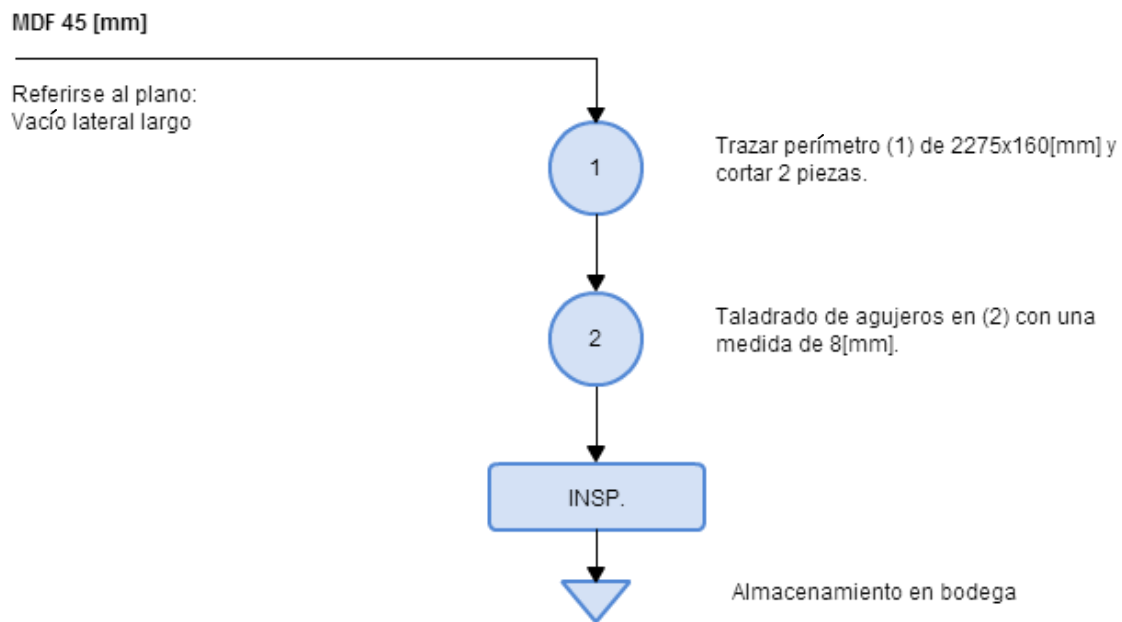 MDF 45 [mm]
Referirse al plano:
Vacío lateral largo
1
Trazar perímetro (1) de 2275x160[mm] y
cortar 2 piezas.
2
Taladrado de agujeros en (2) con una
medida de 8[mm].
INSP.
Almacenamiento en bodega